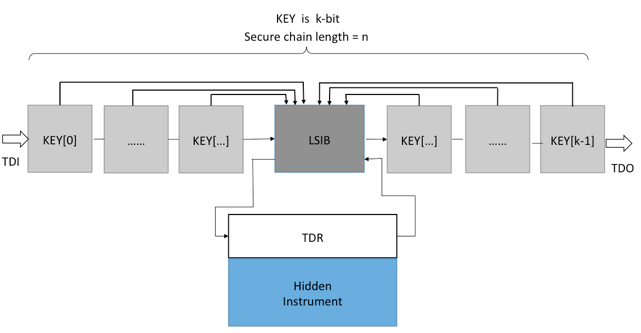 KEY is k-bit
Secure chain length = n
KEY[0]
......
KEY[...]
LSIB
KEY[...]
......
KEY[k-1]
TDI
TDO
TDR
Hidden
Instrument